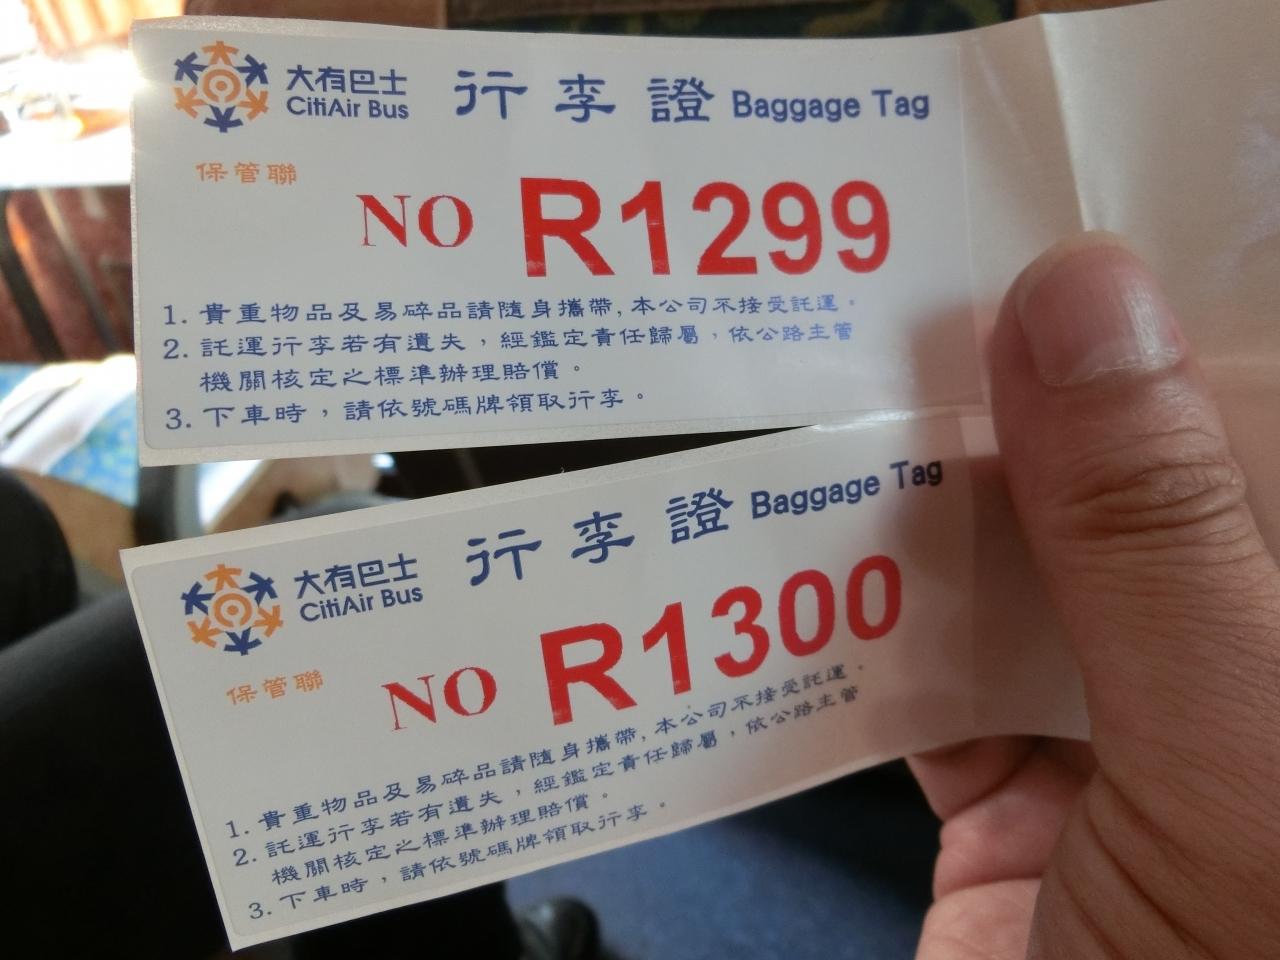 大有巴士
CitiAir Bus
行李證 Baggage Tag
保管聯
NO R1299
1. 貴重物品及易碎品請隨身攜帶,本公司不接受託運。
2. 託運行李若有遺失，經鑑定責任歸屬，依公路主管
機關核定之標準辦理賠償。
3. 下車時，請依號碼牌領取行李。
大有巴士
CitiAir Bus
行李證 Baggage Tag
保管聯
NO R1300
1. 貴重物品及易碎品請隨身攜帶,本公司不接受託運。
2. 託運行李若有遺失，經鑑定責任歸屬，依公路主管
機關核定之標準辦理賠償。
3. 下車時，請依號碼牌領取行李。